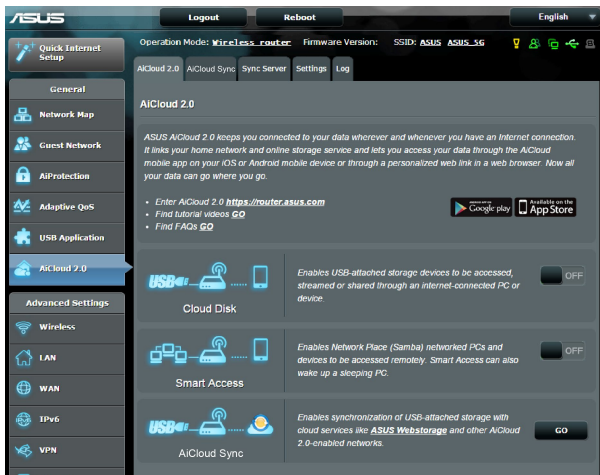 ASUS
Logout
Reboot
English
Quick Internet
Setup
Operation Mode: Wireless router Firmware Version: SSID: ASUS ASUS_5G
AiCloud 2.0 AiCloud Sync Sync Server Settings Log
General
Network Map
Guest Network
AiProtection
Adaptive QoS
USB Application
AiCloud 2.0
Advanced Settings
Wireless
LAN
WAN
IPv6
VPN
AiCloud 2.0
ASUS AiCloud 2.0 keeps you connected to your data wherever and whenever you have an Internet connection.
It links your home network and online storage service and lets you access your data through the AiCloud
mobile app on your iOS or Android mobile device or through a personalized web link in a web browser. Now all
your data can go where you go.
• Enter AiCloud 2.0 https://router.asus.com
• Find tutorial videos GO
• Find FAQs GO
ANDROID APP ON
Google play
Available on the
App Store
USB
Cloud Disk
Enables USB-attached storage devices to be accessed,
streamed or shared through an internet-connected PC or
device.
OFF
Smart Access
Enables Network Place (Samba) networked PCs and
devices to be accessed remotely. Smart Access can also
wake up a sleeping PC.
OFF
USB
AiCloud Sync
Enables synchronization of USB-attached storage with
cloud services like ASUS Webstorage and other AiCloud
2.0-enabled networks.
GO